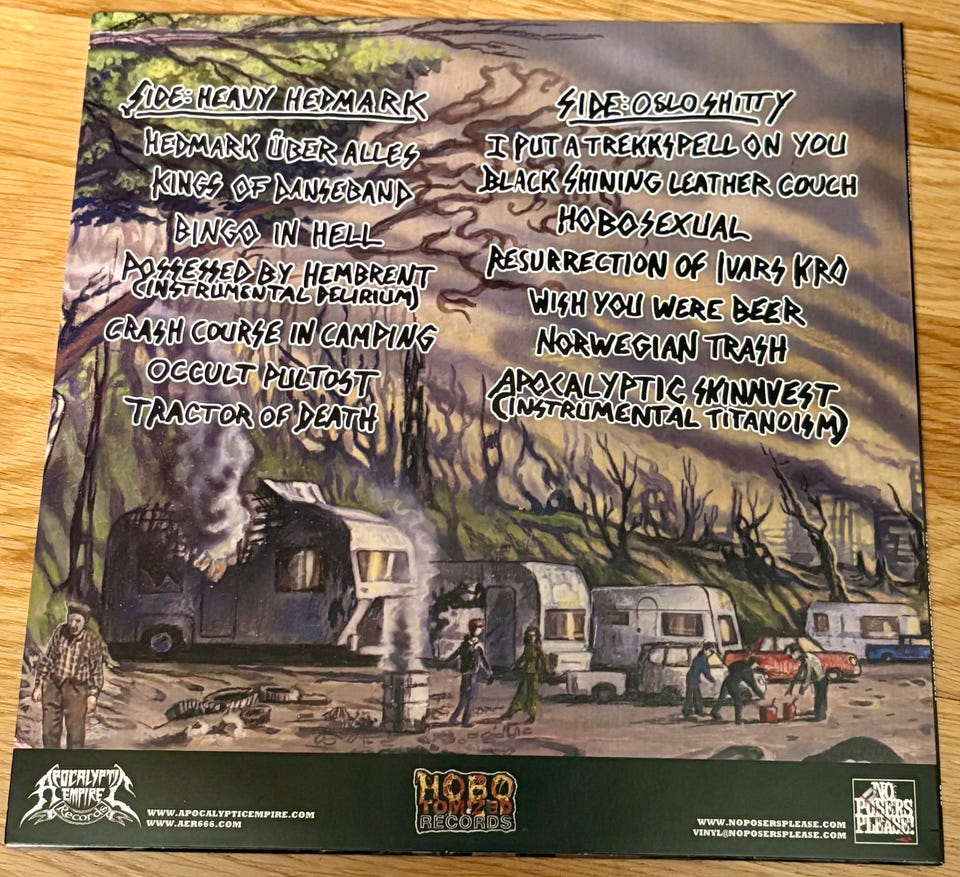 SIDE: HEAVY HEDMARK
HEDMARK ÜBER ALLES
KINGS OF DANSEBAND
BINGO IN HELL
POSSESSED BY HEMBRENT
(INSTRUMENTAL DELIRIUM)
CRASH COURSE IN CAMPING
OCCULT PULTOST
TRACTOR OF DEATH
SIDE: OSLO SHITTY
I PUT A TREKKSPELL ON YOU
BLACK SHINING LEATHER COUCH
HOBOSEXUAL
RESURRECTION OF IVARS KRO
WISH YOU WERE BEER
NORWEGIAN TRASH
APOCALYPTIC SKINNVEST
(INSTRUMENTAL TITANOISM)
APOCALYPTIC
EMPIRE
Records
WWW.APOCALYPTICEMPIRE.COM
WWW.AER666.COM
HOBO
TOMIZED
RECORDS
WWW.NOPOSERSPLEASE.COM
VINYL@NOPOSERSPLEASE.COM
NO
POSERS
PLEASE!